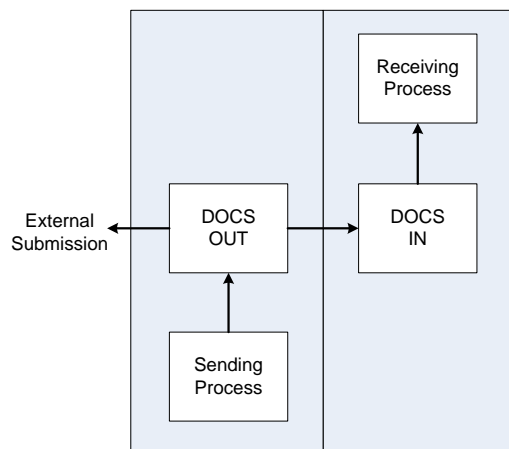 Receiving
Process
External
Submission
DOCS
OUT
DOCS
IN
Sending
Process